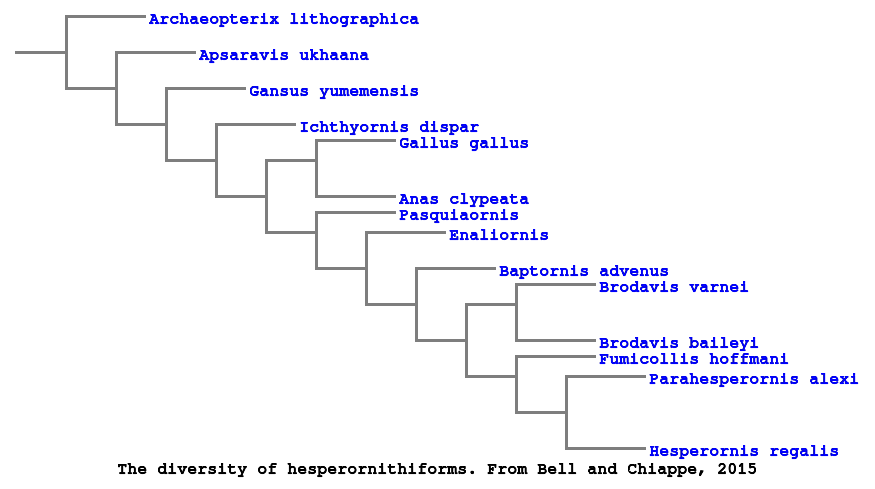 Archaeopterix lithographica
Apsaravis ukhaana
Gansus yumemensis
Ichthyornis dispar
Gallus gallus
Anas clypeata
Pasquiaornis
Enaliornis
Baptornis advenus
Brodavis varnei
Brodavis baileyi
Fumicollis hoffmani
Parahesperornis alexi
Hesperornis regalis
The diversity of hesperornithiforms. From Bell and Chiappe, 2015